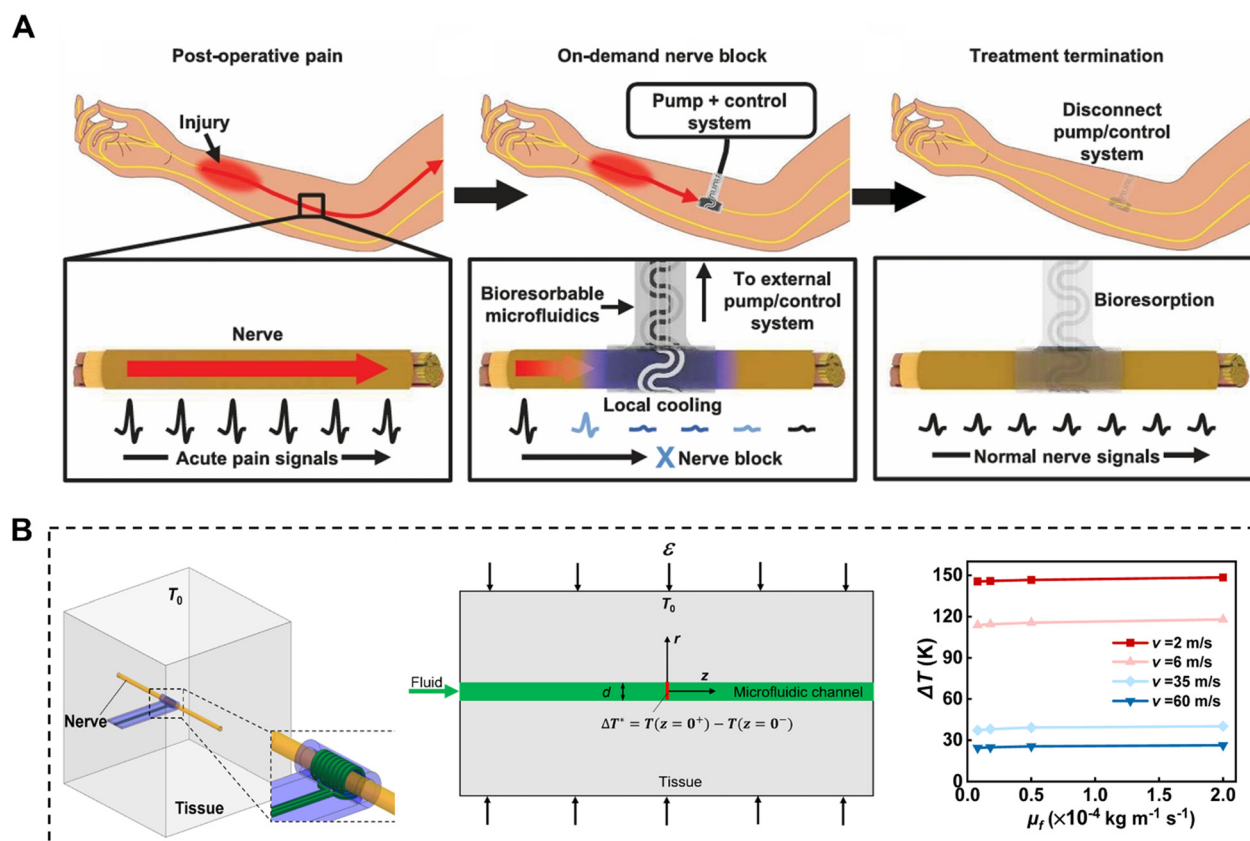 A
Post-operative pain
On-demand nerve block
Treatment termination
Injury
Pump + control
system
Disconnect
pump/control
system
Nerve
Acute pain signals
Bioresorbable
microfluidics
To external
pump/control
system
Local cooling
X Nerve block
Bioresorption
Normal nerve signals
B
T₀
Nerve
Tissue
ε
T₀
r
z
Fluid
d
Microfluidic channel
ΔT* = T(z = 0⁺) − T(z = 0⁻)
Tissue
ΔT (K)
150
120
90
60
30
0
v =2 m/s
v =6 m/s
v =35 m/s
v =60 m/s
0.0 0.5 1.0 1.5 2.0
μf (×10⁻⁴ kg m⁻¹ s⁻¹)